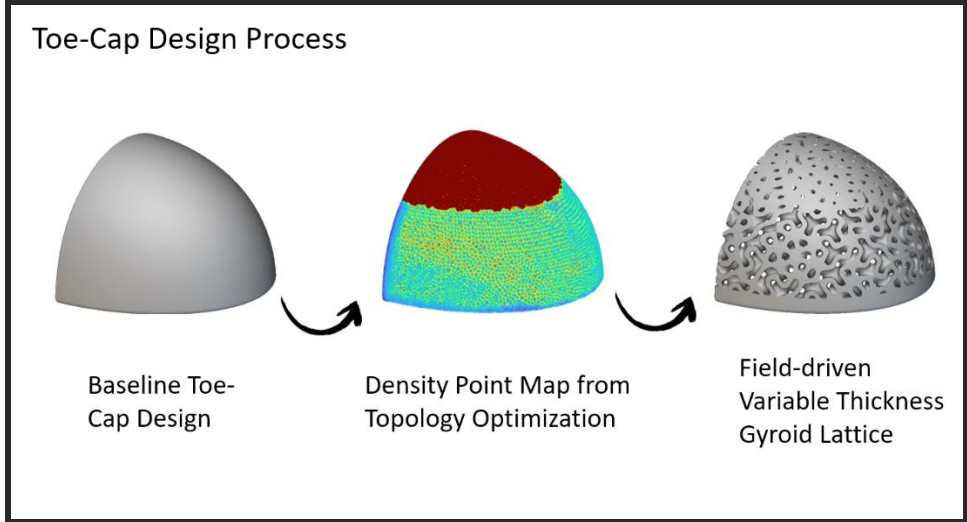 Toe-Cap Design Process
Baseline Toe-
Cap Design
Density Point Map from
Topology Optimization
Field-driven
Variable Thickness
Gyroid Lattice